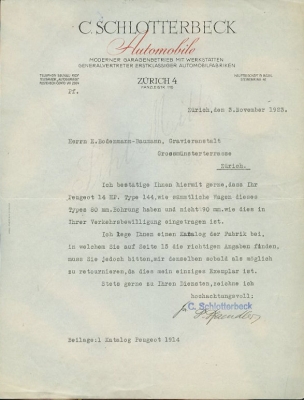 C. SCHLOTTERBECK
Automobile
MODERNER GARAGENBETRIEB MIT WERKSTÄTTEN
GENERALVERTRETER ERSTKLASSIGER AUTOMOBILFABRIKEN
ZÜRICH 4
Pf.
Zürich, den 3. November 1922.
Herrn E. Bodenmann-Baumann, Gravieranstalt
Grossmünsterterrasse
Zürich.
Ich bestätige Ihnen hiermit gerne, dass Ihr
Peugeot 14 HP. Type 144, wie sämtliche Wagen dieses
Types 80 mm. Bohrung haben und nicht 90 mm. wie dies in
Ihrer Verkehrsbewilligung eingetragen ist.
Ich lege Ihnen einen Katalog der Fabrik bei,
in welchem Sie auf Seite 13 die richtigen Angaben finden,
muss Sie jedoch bitten, mir denselben sobald als möglich
zu retournieren, da dies mein einziges Exemplar ist.
Stets gerne zu Ihren Diensten, zeichne ich
hochachtungsvoll:
C. Schlotterbeck
Beilage: 1 Katalog Peugeot 1914